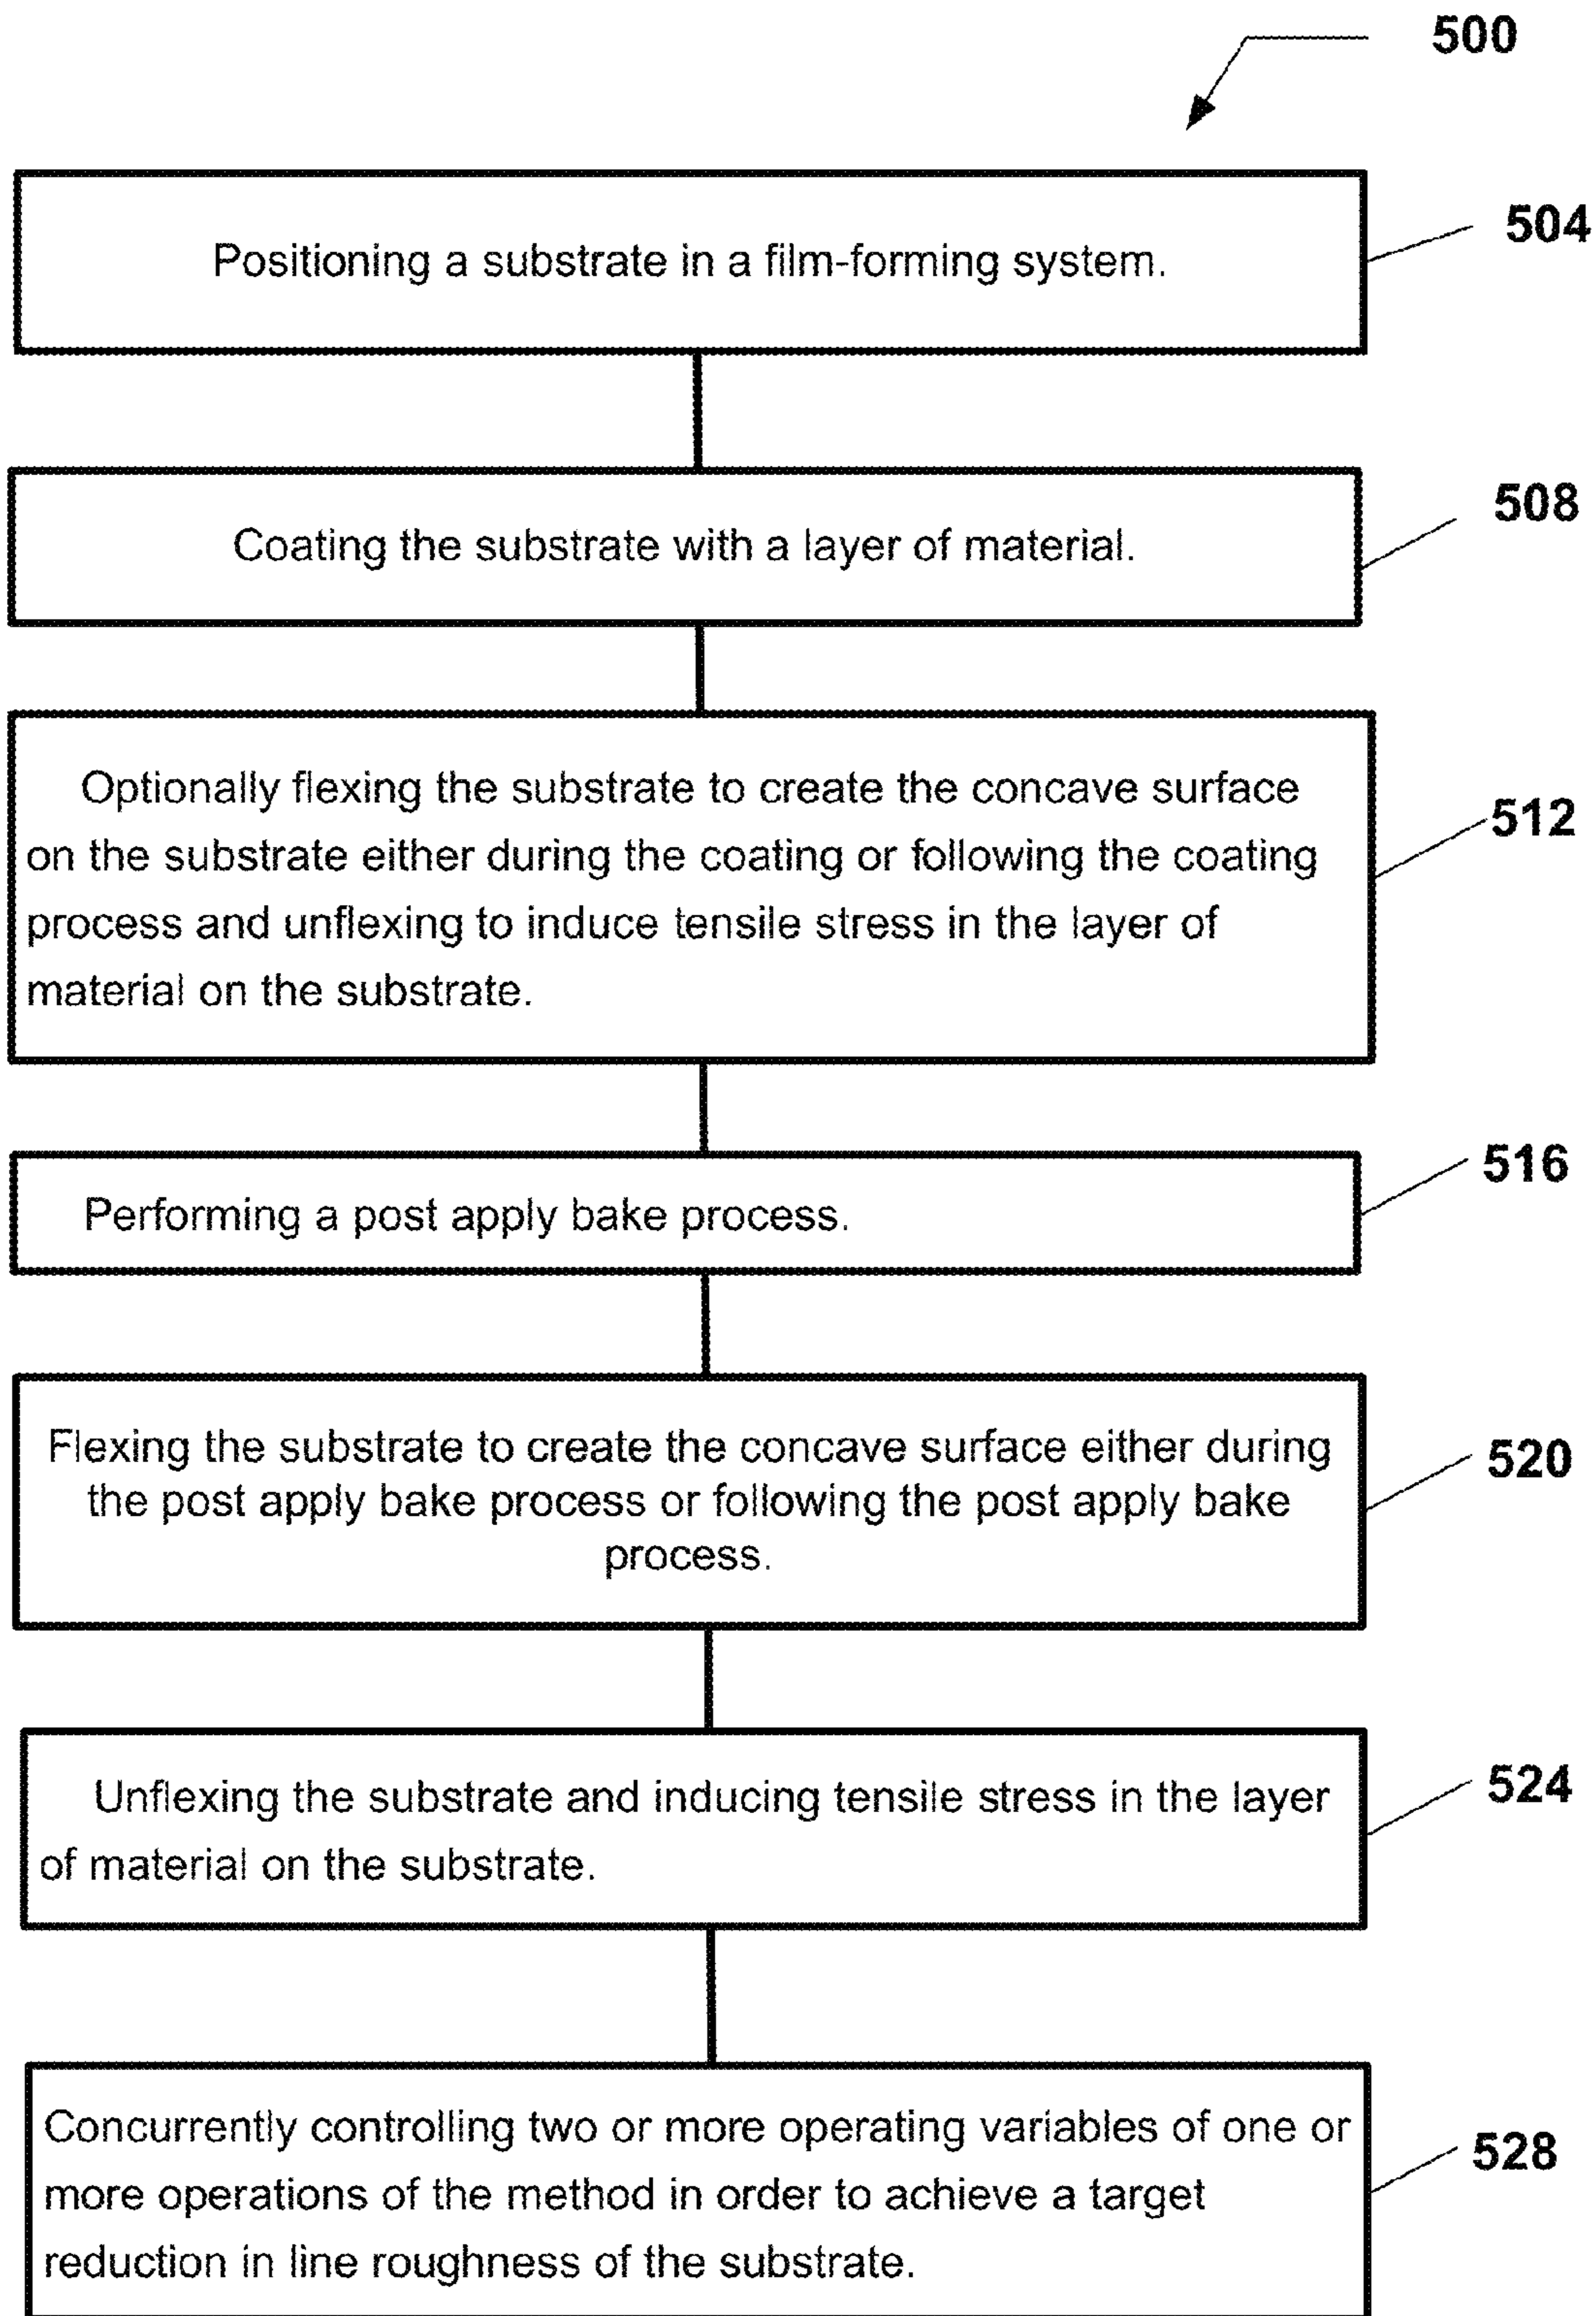 500
Positioning a substrate in a film-forming system.
504
Coating the substrate with a layer of material.
508
Optionally flexing the substrate to create the concave surface
on the substrate either during the coating or following the coating
process and unflexing to induce tensile stress in the layer of
material on the substrate.
512
Performing a post apply bake process.
516
Flexing the substrate to create the concave surface either during
the post apply bake process or following the post apply bake
process.
520
Unflexing the substrate and inducing tensile stress in the layer
of material on the substrate.
524
Concurrently controlling two or more operating variables of one or
more operations of the method in order to achieve a target
reduction in line roughness of the substrate.
528